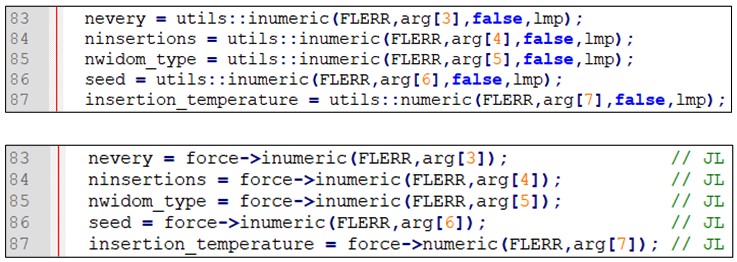 83 nevery = utils::inumeric(FLERR,arg[3],false,lmp);
84 ninsertions = utils::inumeric(FLERR,arg[4],false,lmp);
85 nwidom_type = utils::inumeric(FLERR,arg[5],false,lmp);
86 seed = utils::inumeric(FLERR,arg[6],false,lmp);
87 insertion_temperature = utils::numeric(FLERR,arg[7],false,lmp);
83 nevery = force->inumeric(FLERR,arg[3]); // JL
84 ninsertions = force->inumeric(FLERR,arg[4]); // JL
85 nwidom_type = force->inumeric(FLERR,arg[5]); // JL
86 seed = force->inumeric(FLERR,arg[6]); // JL
87 insertion_temperature = force->numeric(FLERR,arg[7]); // JL